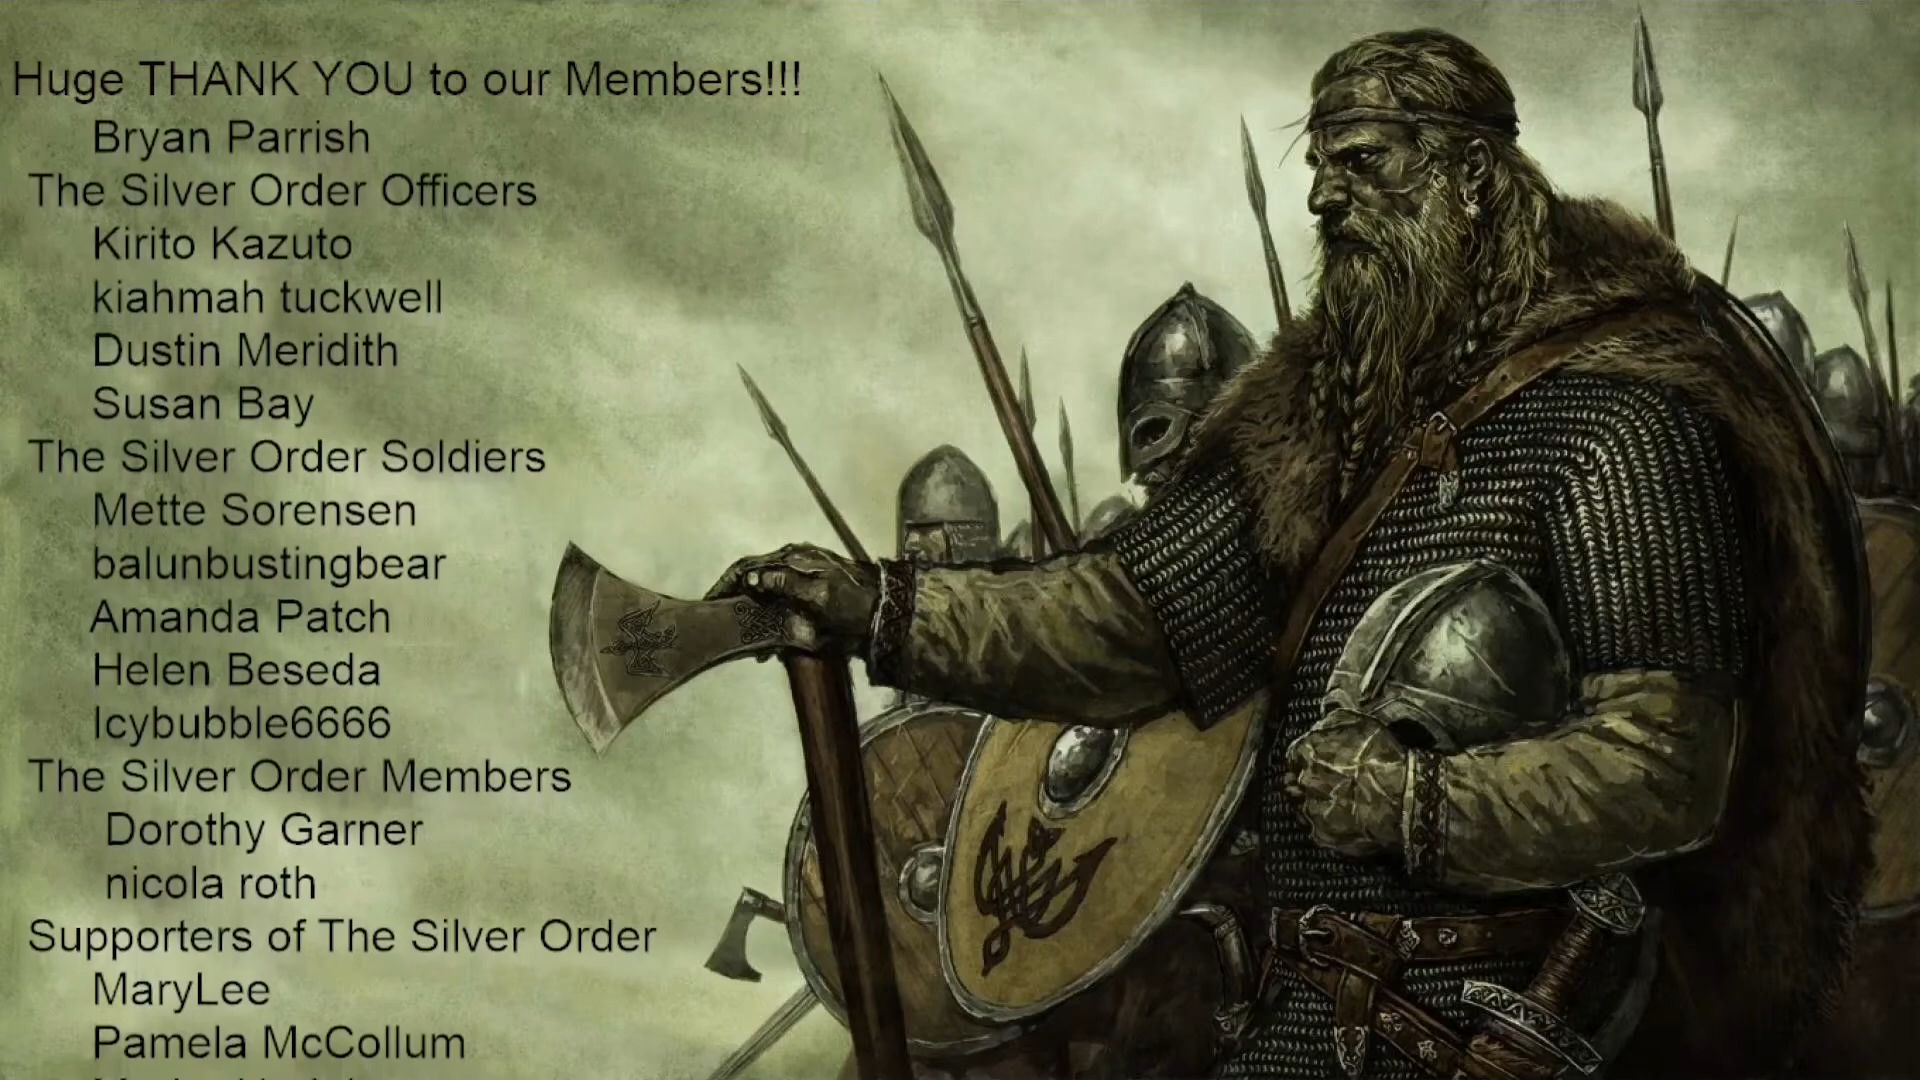 Huge THANK YOU to our Members!!!
Bryan Parrish
The Silver Order Officers
Kirito Kazuto
kiahmah tuckwell
Dustin Meridith
Susan Bay
The Silver Order Soldiers
Mette Sorensen
balunbustingbear
Amanda Patch
Helen Beseda
Icybubble6666
The Silver Order Members
Dorothy Garner
nicola roth
Supporters of The Silver Order
MaryLee
Pamela McCollum